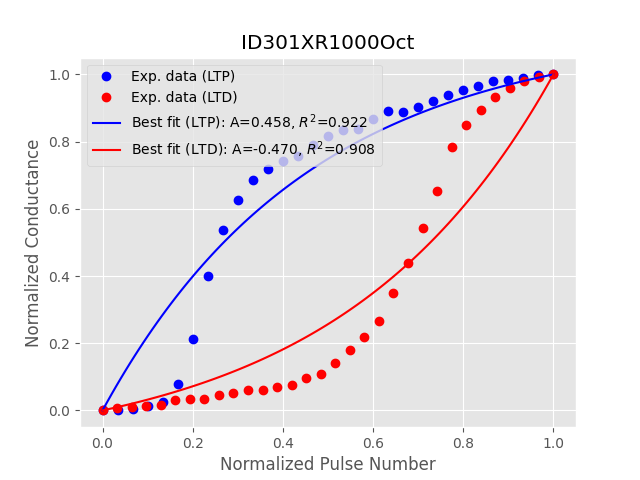 ID301XR1000Oct
Exp. data (LTP)
Exp. data (LTD)
Best fit (LTP): A=0.458, R²=0.922
Best fit (LTD): A=-0.470, R²=0.908
Normalized Conductance
1.0
0.8
0.6
0.4
0.2
0.0
0.0 0.2 0.4 0.6 0.8 1.0
Normalized Pulse Number